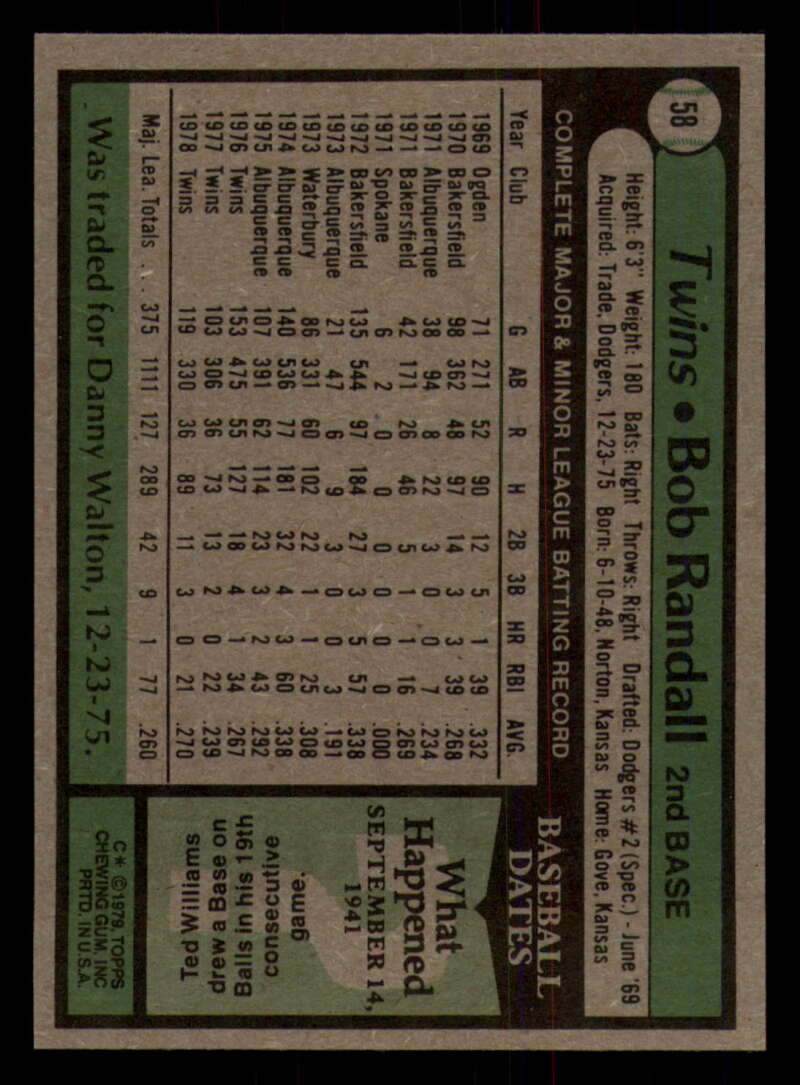 58
Twins • Bob Randall 2nd BASE
Height: 6'3" Weight: 180 Bats: Right Throws: Right Drafted: Dodgers #2 (Spec.) - June '69
Acquired: Trade, Dodgers, 12-23-75 Born: 6-10-48, Norton, Kansas Home: Gove, Kansas
COMPLETE MAJOR & MINOR LEAGUE BATTING RECORD
Year Club G AB R H 2B 3B HR RBI AVG.
1969 Ogden 71 271 52 90 12 5 1 39 .332
1970 Bakersfield 98 362 48 97 14 3 3 39 .268
1971 Albuquerque 38 94 8 22 3 0 0 7 .234
1971 Bakersfield 42 171 26 46 5 1 1 16 .269
1971 Spokane 6 2 0 0 0 0 0 0 .000
1972 Bakersfield 135 544 97 184 27 3 5 57 .338
1973 Albuquerque 21 47 6 9 3 0 0 3 .191
1973 Waterbury 86 331 60 102 22 1 1 25 .308
1974 Albuquerque 140 536 77 181 32 4 3 60 .338
1975 Albuquerque 107 391 62 114 23 3 2 43 .292
1976 Twins 153 475 55 127 18 4 1 34 .267
1977 Twins 103 306 36 73 13 2 0 22 .239
1978 Twins 119 330 36 89 11 3 0 21 .270
Maj. Lea. Totals . . . 375 1111 127 289 42 9 1 77 .260
. Was traded for Danny Walton, 12-23-75.
BASEBALL
DATES
What
Happened
SEPTEMBER 14,
1941
Ted Williams
drew a Base on
Balls in his 19th
consecutive
game.
C* © 1979, TOPPS
CHEWING GUM, INC
PRTD. IN U.S.A.